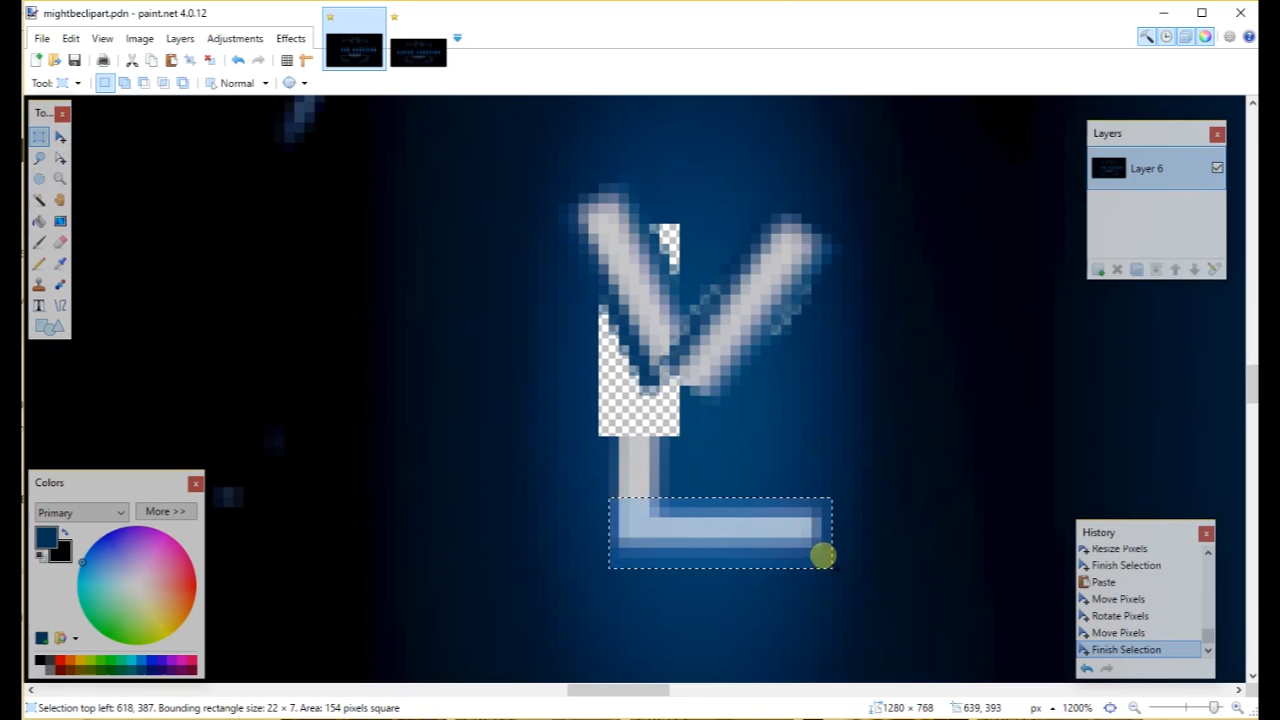 mightbeclipart.pdn - paint.net 4.0.12
File Edit View Image Layers Adjustments Effects
Tool: Normal
To...
Layers
Layer 6
Colors
Primary More >>
History
Resize Pixels
Finish Selection
Paste
Move Pixels
Rotate Pixels
Move Pixels
Finish Selection
Selection top left: 618, 387. Bounding rectangle size: 22 × 7. Area: 154 pixels square 1280 × 768 639, 393 px 1200%